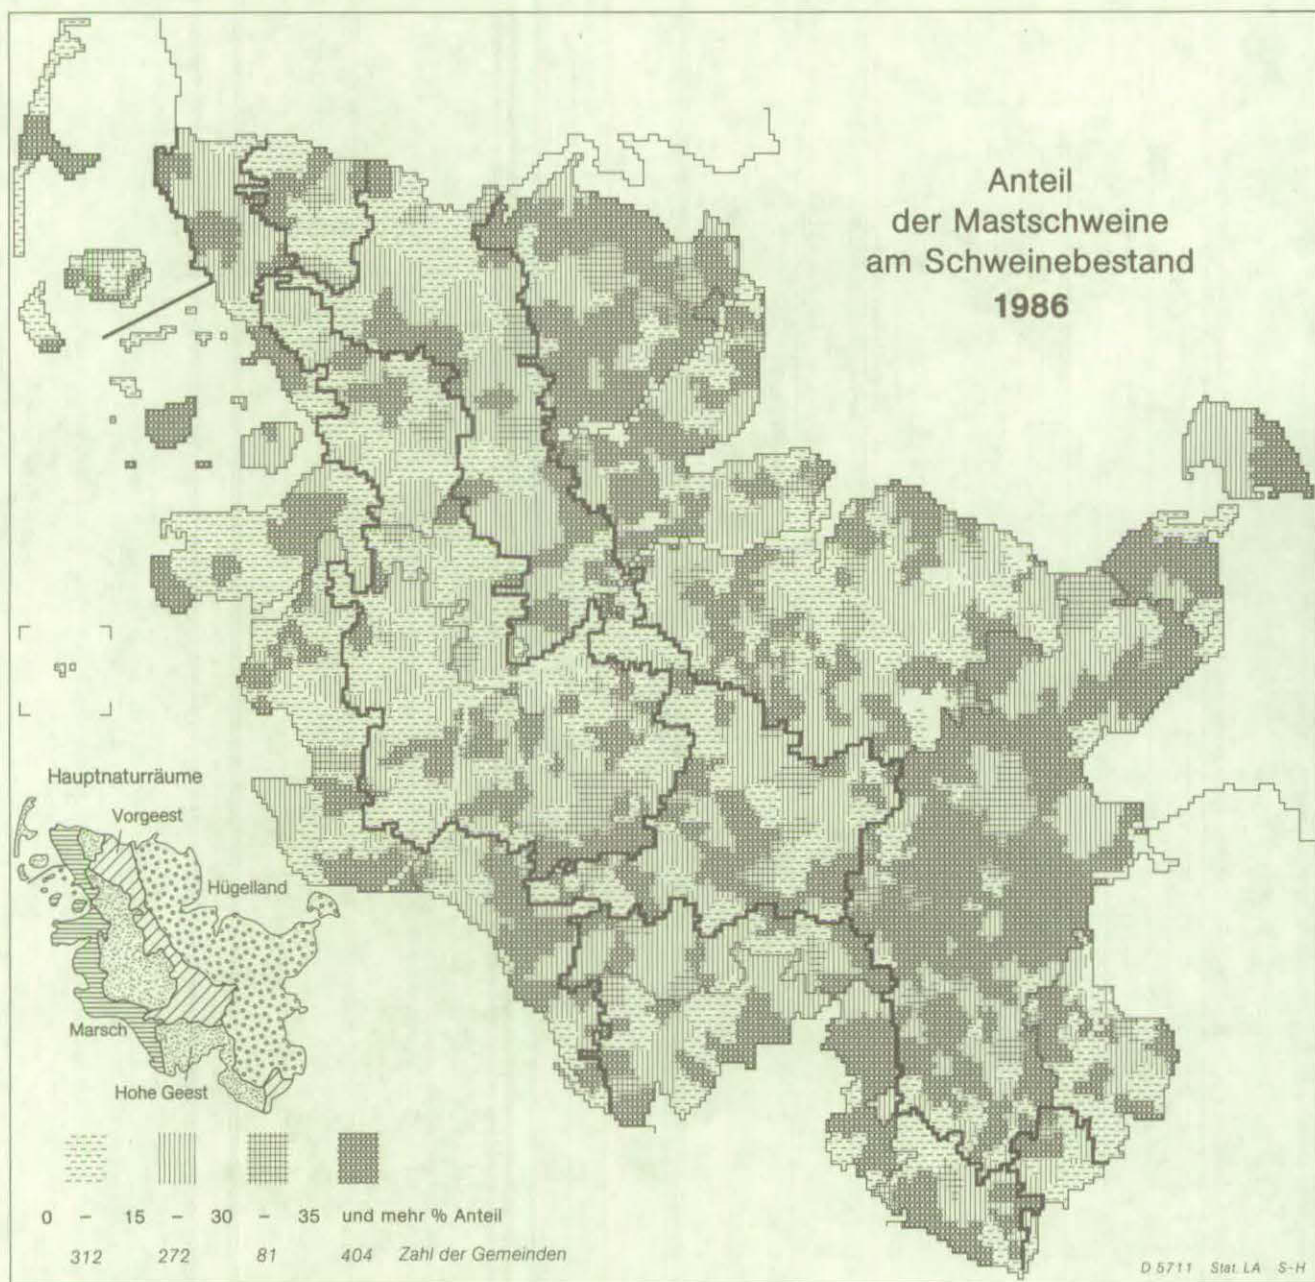 Anteil
der Mastschweine
am Schweinebestand
1986
Hauptnaturräume
Vorgeest
Hügelland
Marsch
Hohe Geest
0 – 15 – 30 – 35 und mehr % Anteil
312 272 81 404 Zahl der Gemeinden
D 5711 Stat. LA S-H